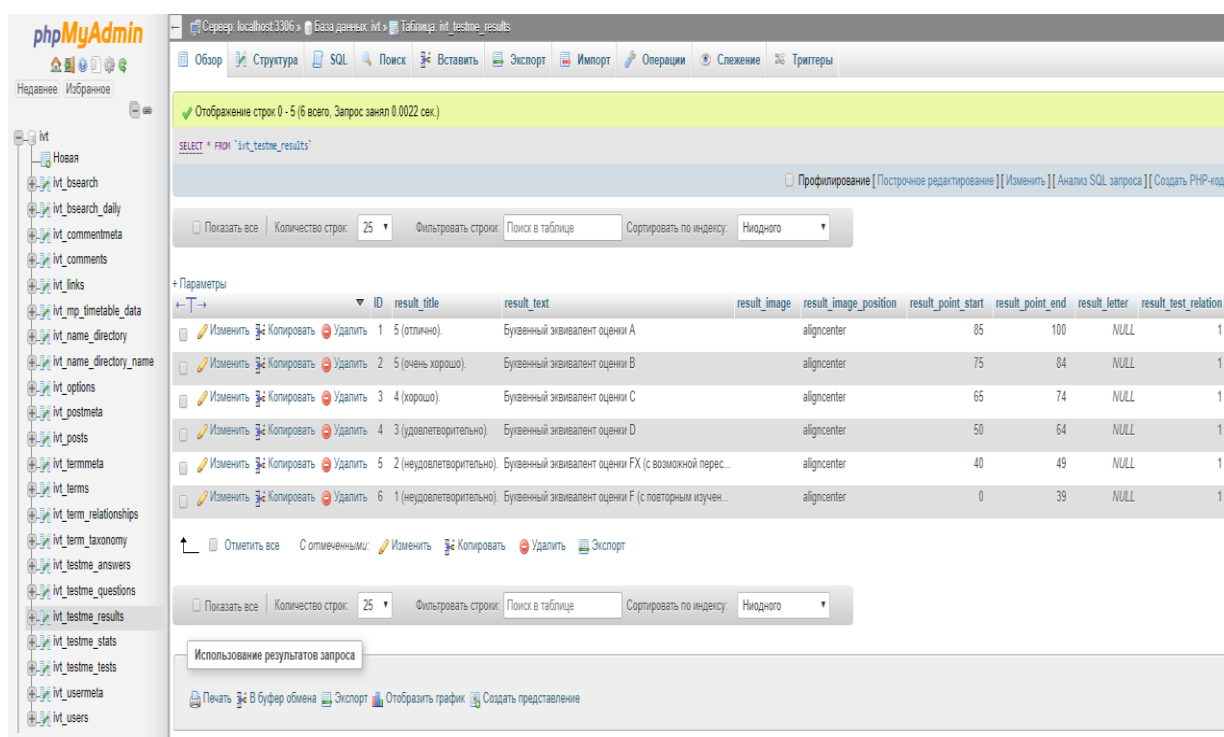 phpMyAdmin
Недавнее Избранное
ivt
Новая
ivt_bsearch
ivt_bsearch_daily
ivt_commentmeta
ivt_comments
ivt_links
ivt_mp_timetable_data
ivt_name_directory
ivt_name_directory_name
ivt_options
ivt_postmeta
ivt_posts
ivt_termmeta
ivt_terms
ivt_term_relationships
ivt_term_taxonomy
ivt_testme_answers
ivt_testme_questions
ivt_testme_results
ivt_testme_stats
ivt_testme_tests
ivt_usermeta
ivt_users
Сервер: localhost:3306 » База данных: ivt » Таблица: ivt_testme_results
Обзор Структура SQL Поиск Вставить Экспорт Импорт Операции Слежение Триггеры
Отображение строк 0 - 5 (6 всего, Запрос занял 0.0022 сек.)
SELECT * FROM `ivt_testme_results`
Профилирование [ Построчное редактирование ] [ Изменить ] [ Анализ SQL запроса ] [ Создать PHP-код
Показать все Количество строк: 25 Фильтровать строки: Поиск в таблице Сортировать по индексу: Ниодного
+ Параметры
←T→ ▼ ID result_title result_text result_image result_image_position result_point_start result_point_end result_letter result_test_relation
Изменить Копировать Удалить 1 5 (отлично). Буквенный эквивалент оценки A aligncenter 85 100 NULL 1
Изменить Копировать Удалить 2 5 (очень хорошо). Буквенный эквивалент оценки B aligncenter 75 84 NULL 1
Изменить Копировать Удалить 3 4 (хорошо). Буквенный эквивалент оценки C aligncenter 65 74 NULL 1
Изменить Копировать Удалить 4 3 (удовлетворительно). Буквенный эквивалент оценки D aligncenter 50 64 NULL 1
Изменить Копировать Удалить 5 2 (неудовлетворительно). Буквенный эквивалент оценки FX (с возможной перес... aligncenter 40 49 NULL 1
Изменить Копировать Удалить 6 1 (неудовлетворительно). Буквенный эквивалент оценки F (с повторным изучен... aligncenter 0 39 NULL 1
Отметить все С отмеченными: Изменить Копировать Удалить Экспорт
Показать все Количество строк: 25 Фильтровать строки: Поиск в таблице Сортировать по индексу: Ниодного
Использование результатов запроса
Печать В буфер обмена Экспорт Отобразить график Создать представление